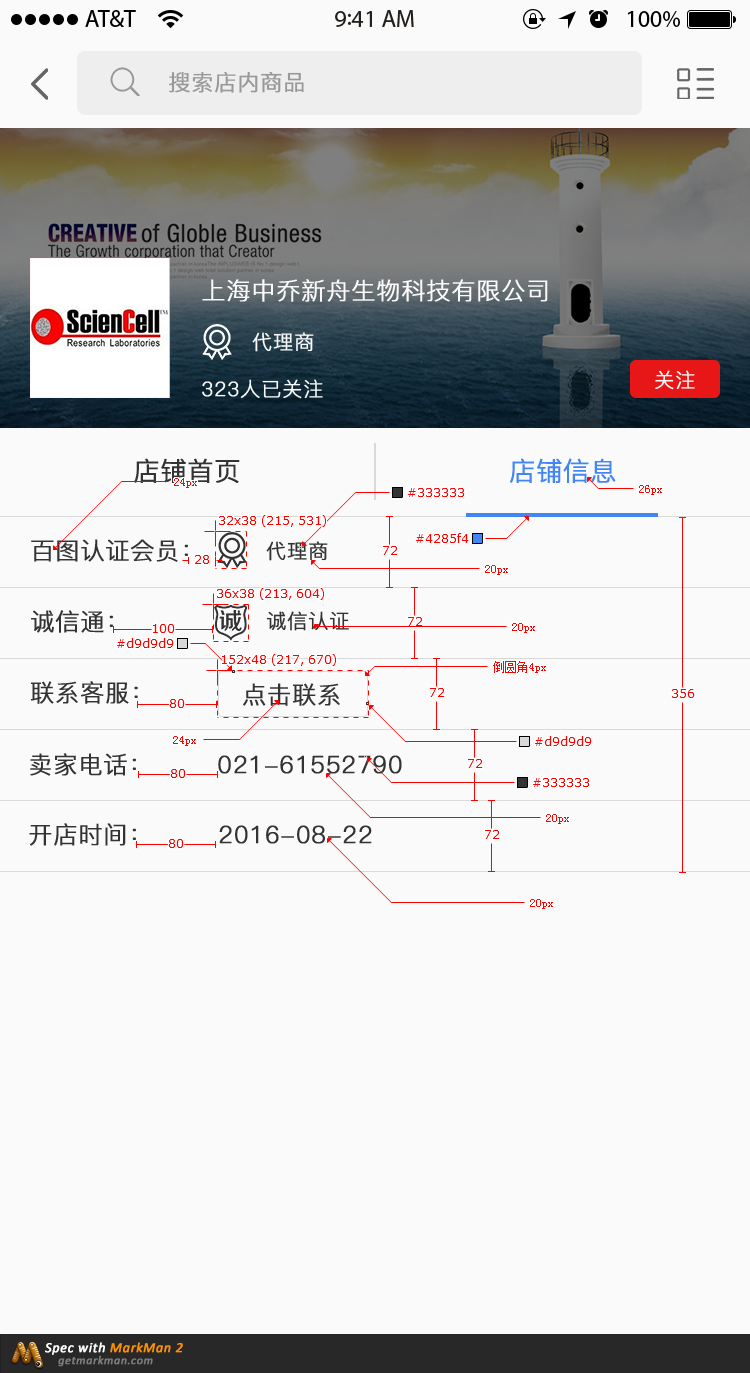 AT&T 9:41 AM 100%
搜索店内商品
CREATIVE of Globle Business
The Growth corporation that Creator
ScienCell™
Research Laboratories
上海中乔新舟生物科技有限公司
代理商
323人已关注
关注
店铺首页 店铺信息
24px 26px
#333333
#4285f4
32x38 (215, 531)
百图认证会员： 28 代理商 72
20px
36x38 (213, 604)
诚信通： 100 诚 诚信认证 72 20px
#d9d9d9
152x48 (217, 670) 倒圆角4px
联系客服： 80 点击联系 72 356
24px #d9d9d9
卖家电话： 80 021-61552790 72
#333333
20px
开店时间： 80 2016-08-22 72
20px
Spec with MarkMan 2
getmarkman.com